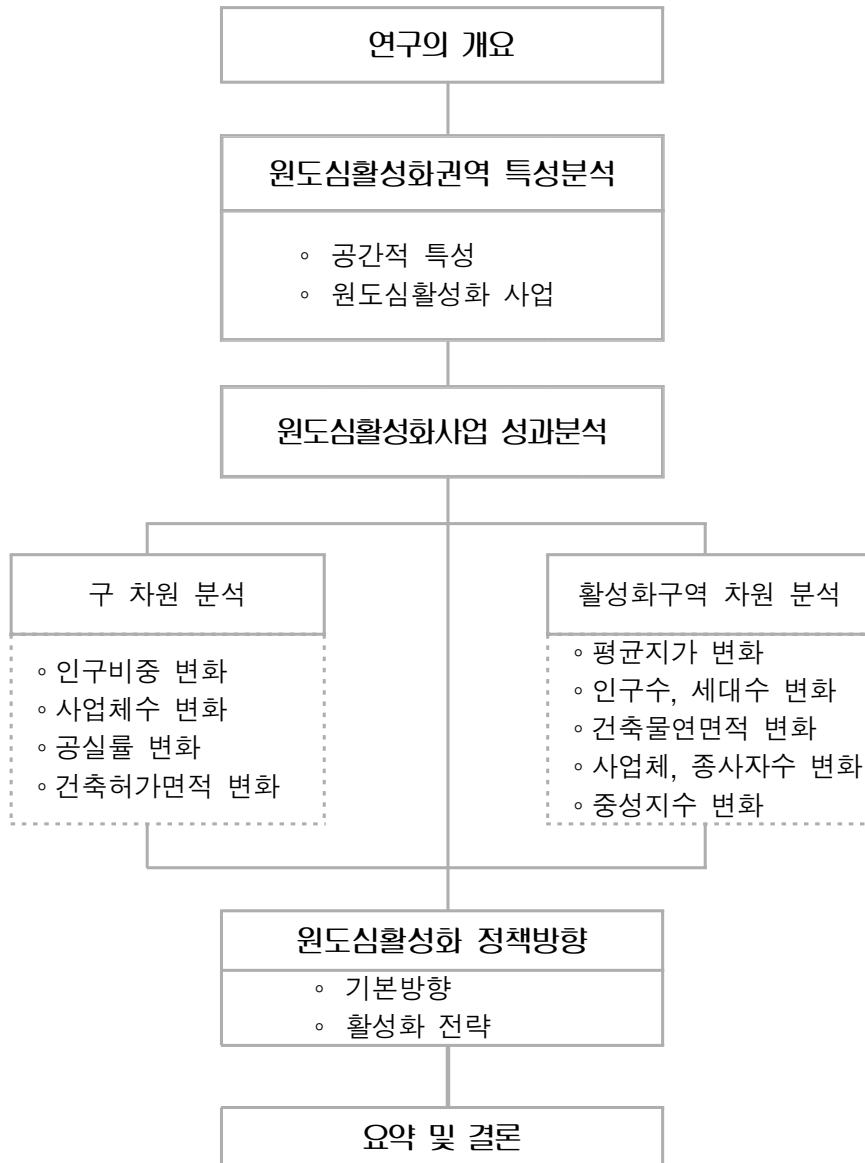 연구의 개요
원도심활성화권역 특성분석
◦ 공간적 특성
◦ 원도심활성화 사업
원도심활성화사업 성과분석
구 차원 분석
◦인구비중 변화
◦사업체수 변화
◦공실률 변화
◦건축허가면적 변화
활성화구역 차원 분석
◦평균지가 변화
◦인구수, 세대수 변화
◦건축물연면적 변화
◦사업체, 종사자수 변화
◦중성지수 변화
원도심활성화 정책방향
◦ 기본방향
◦ 활성화 전략
요약 및 결론